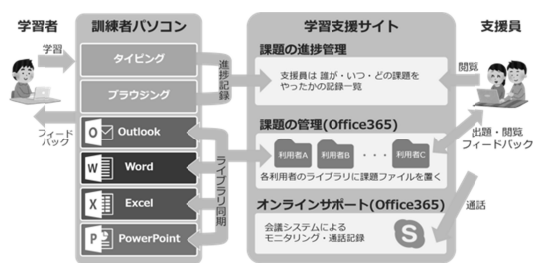 学習者
訓練者パソコン
学習支援サイト
支援員
学習
タイピング
ブラウジング
進捗記録
課題の進捗管理
支援員は 誰が・いつ・どの課題を
やったかの記録一覧
閲覧
フィード
バック
Outlook
Word
Excel
PowerPoint
ライブラリ同期
課題の管理(Office365)
利用者A
利用者B
・・・
利用者C
各利用者のライブラリに課題ファイルを置く
出題・閲覧
フィードバック
オンラインサポート(Office365)
会議システムによる
モニタリング・通話記録
通話